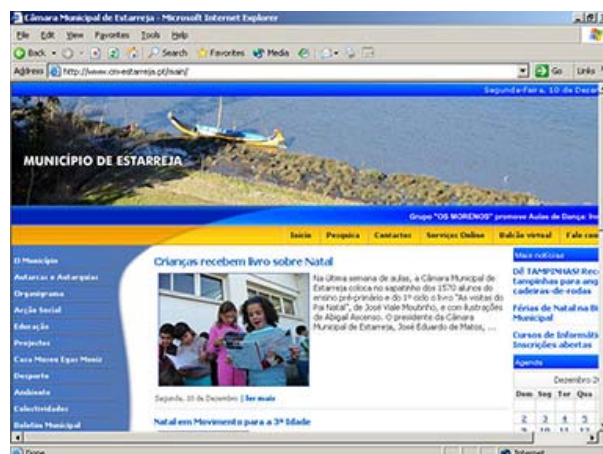 Câmara Municipal de Estarreja - Microsoft Internet Explorer
File Edit View Favorites Tools Help
Back Search Favorites Media
Address http://www.cm-estarreja.pt/main/ Go Links
Segunda-feira, 10 de Dezem
MUNICÍPIO DE ESTARREJA
Grupo "OS MORENOS" promove Aulas de Dança: In
Início Pesquisa Contactos Serviços Online Balcão virtual Fale con
O Município
Autarcas e Autarquias
Organigrama
Acção Social
Educação
Projectos
Casa Museu Egas Moniz
Desporto
Ambiente
Colectividades
Boletim Municipal
Crianças recebem livro sobre Natal
Na última semana de aulas, a Câmara Municipal de
Estarreja coloca no sapatinho dos 1570 alunos do
ensino pré-primário e do 1º ciclo o livro "As visitas do
Pai Natal", de José Viale Moutinho, e com ilustrações
de Abigail Ascenso. O presidente da Câmara
Municipal de Estarreja, José Eduardo de Matos, ...
Segunda, 10 de Dezembro | ler mais
Natal em Movimento para a 3ª Idade
Mais notícias
Dê TAMPINHAS! Rec
tampinhas para ang
cadeiras-de-rodas
Férias de Natal na Bi
Municipal
Cursos de Informáti
Inscrições abertas
Agenda
Dezembro 2
Dom Seg Ter Qua
2 3 4 5
9 10 11 12
Done Internet